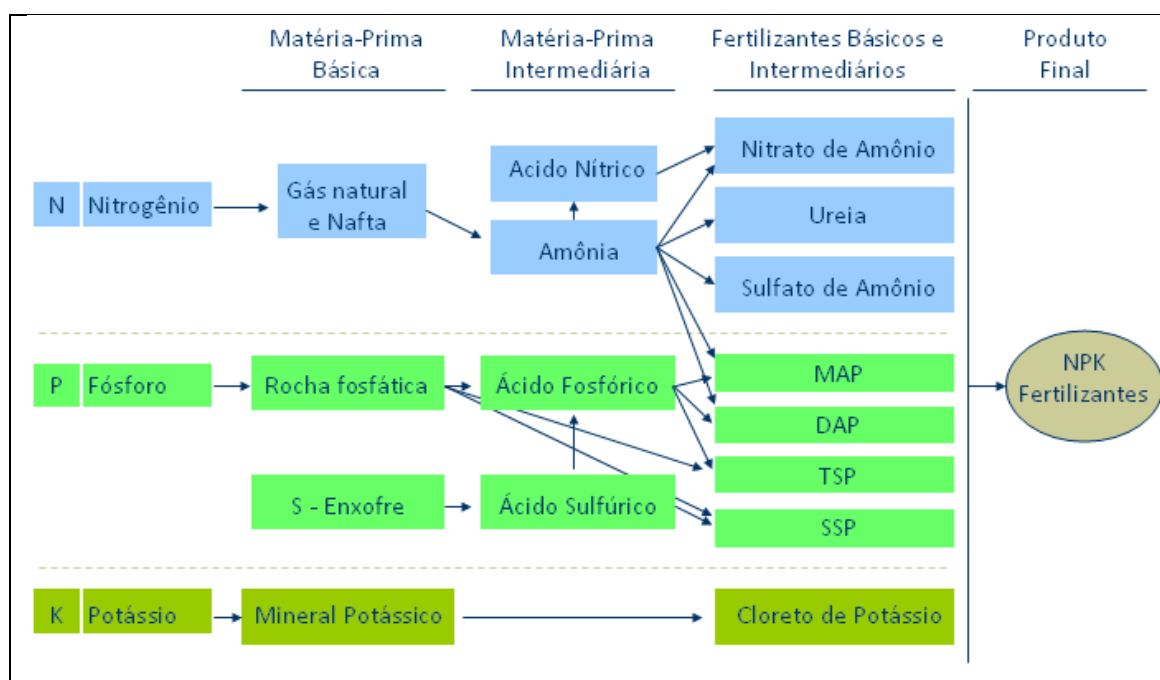 Matéria-Prima
Básica
Matéria-Prima
Intermediária
Fertilizantes Básicos e
Intermediários
Produto
Final
N
Nitrogênio
Gás natural
e Nafta
Acido Nítrico
Amônia
Nitrato de Amônio
Ureia
Sulfato de Amônio
P
Fósforo
Rocha fosfática
Ácido Fosfórico
MAP
DAP
TSP
SSP
S - Enxofre
Ácido Sulfúrico
K
Potássio
Mineral Potássico
Cloreto de Potássio
NPK
Fertilizantes